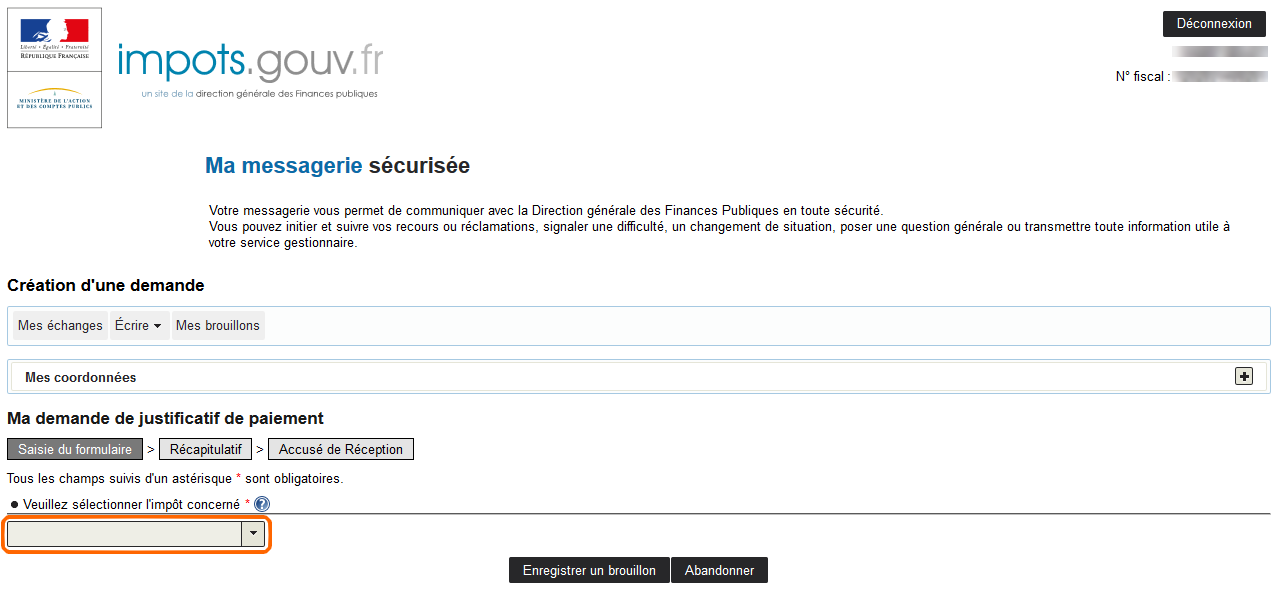 Liberté • Égalité • Fraternité
RÉPUBLIQUE FRANÇAISE
MINISTÈRE DE L'ACTION
ET DES COMPTES PUBLICS
impots.gouv.fr
un site de la direction générale des Finances publiques
Déconnexion
N° fiscal :
Ma messagerie sécurisée
Votre messagerie vous permet de communiquer avec la Direction générale des Finances Publiques en toute sécurité.
Vous pouvez initier et suivre vos recours ou réclamations, signaler une difficulté, un changement de situation, poser une question générale ou transmettre toute information utile à
votre service gestionnaire.
Création d'une demande
Mes échanges Écrire Mes brouillons
Mes coordonnées
Ma demande de justificatif de paiement
Saisie du formulaire > Récapitulatif > Accusé de Réception
Tous les champs suivis d'un astérisque * sont obligatoires.
● Veuillez sélectionner l'impôt concerné * ?
Enregistrer un brouillon Abandonner